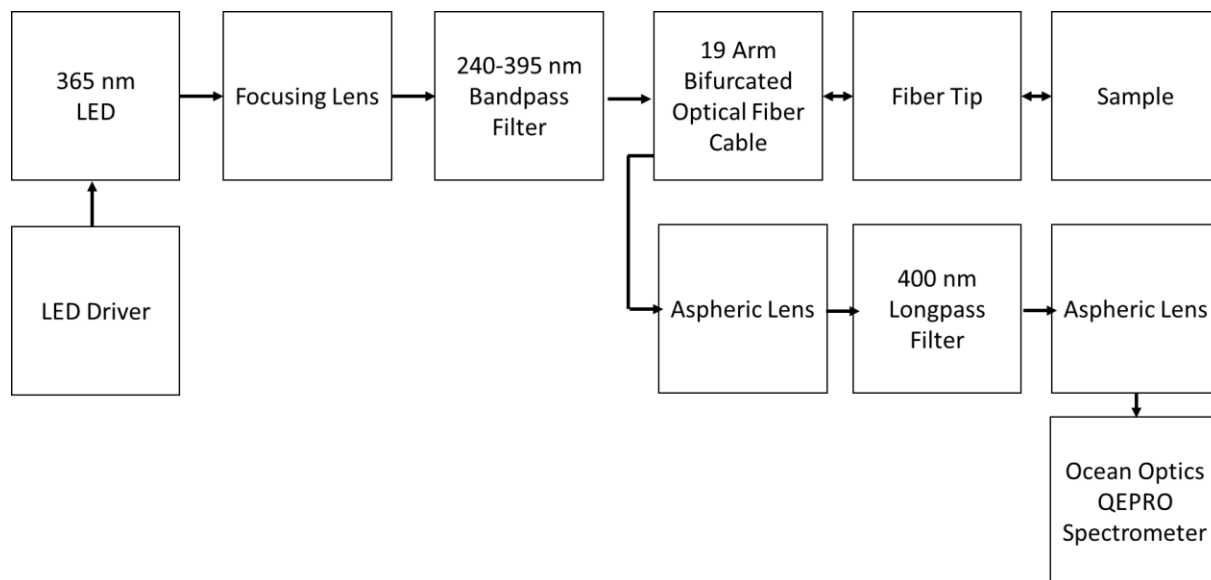 365 nm
LED
Focusing Lens
240-395 nm
Bandpass
Filter
19 Arm
Bifurcated
Optical Fiber
Cable
Fiber Tip
Sample
LED Driver
Aspheric Lens
400 nm
Longpass
Filter
Aspheric Lens
Ocean Optics
QEPRO
Spectrometer